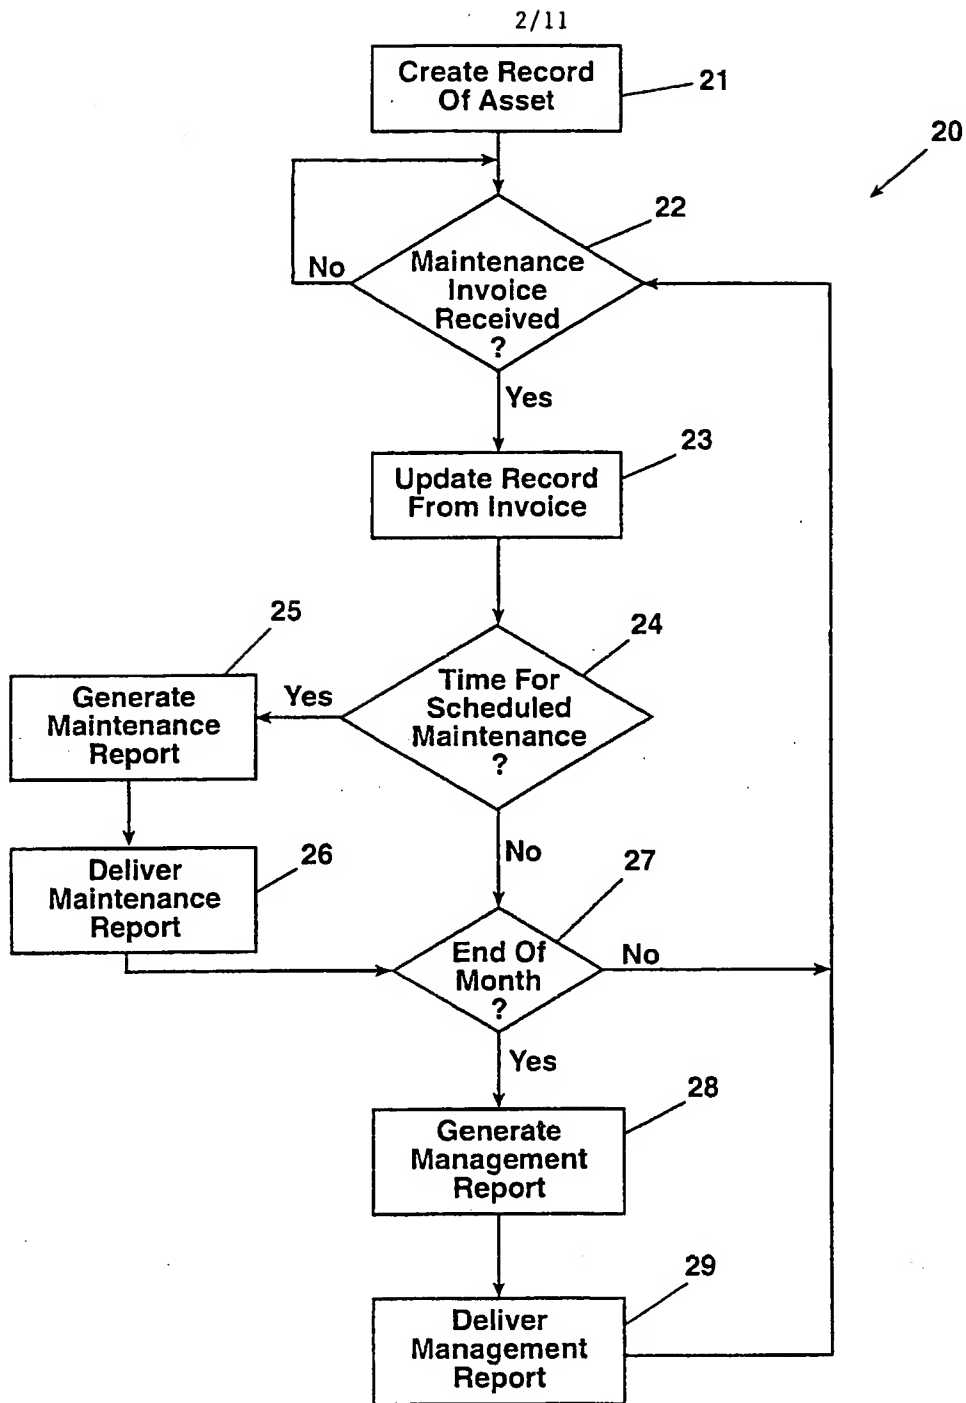 2/11
Create Record
Of Asset
21
20
22
No
Maintenance
Invoice
Received
?
Yes
23
Update Record
From Invoice
25
24
Generate
Maintenance
Report
Yes
Time For
Scheduled
Maintenance
?
26
Deliver
Maintenance
Report
No
27
End Of
Month
?
No
Yes
28
Generate
Management
Report
29
Deliver
Management
Report